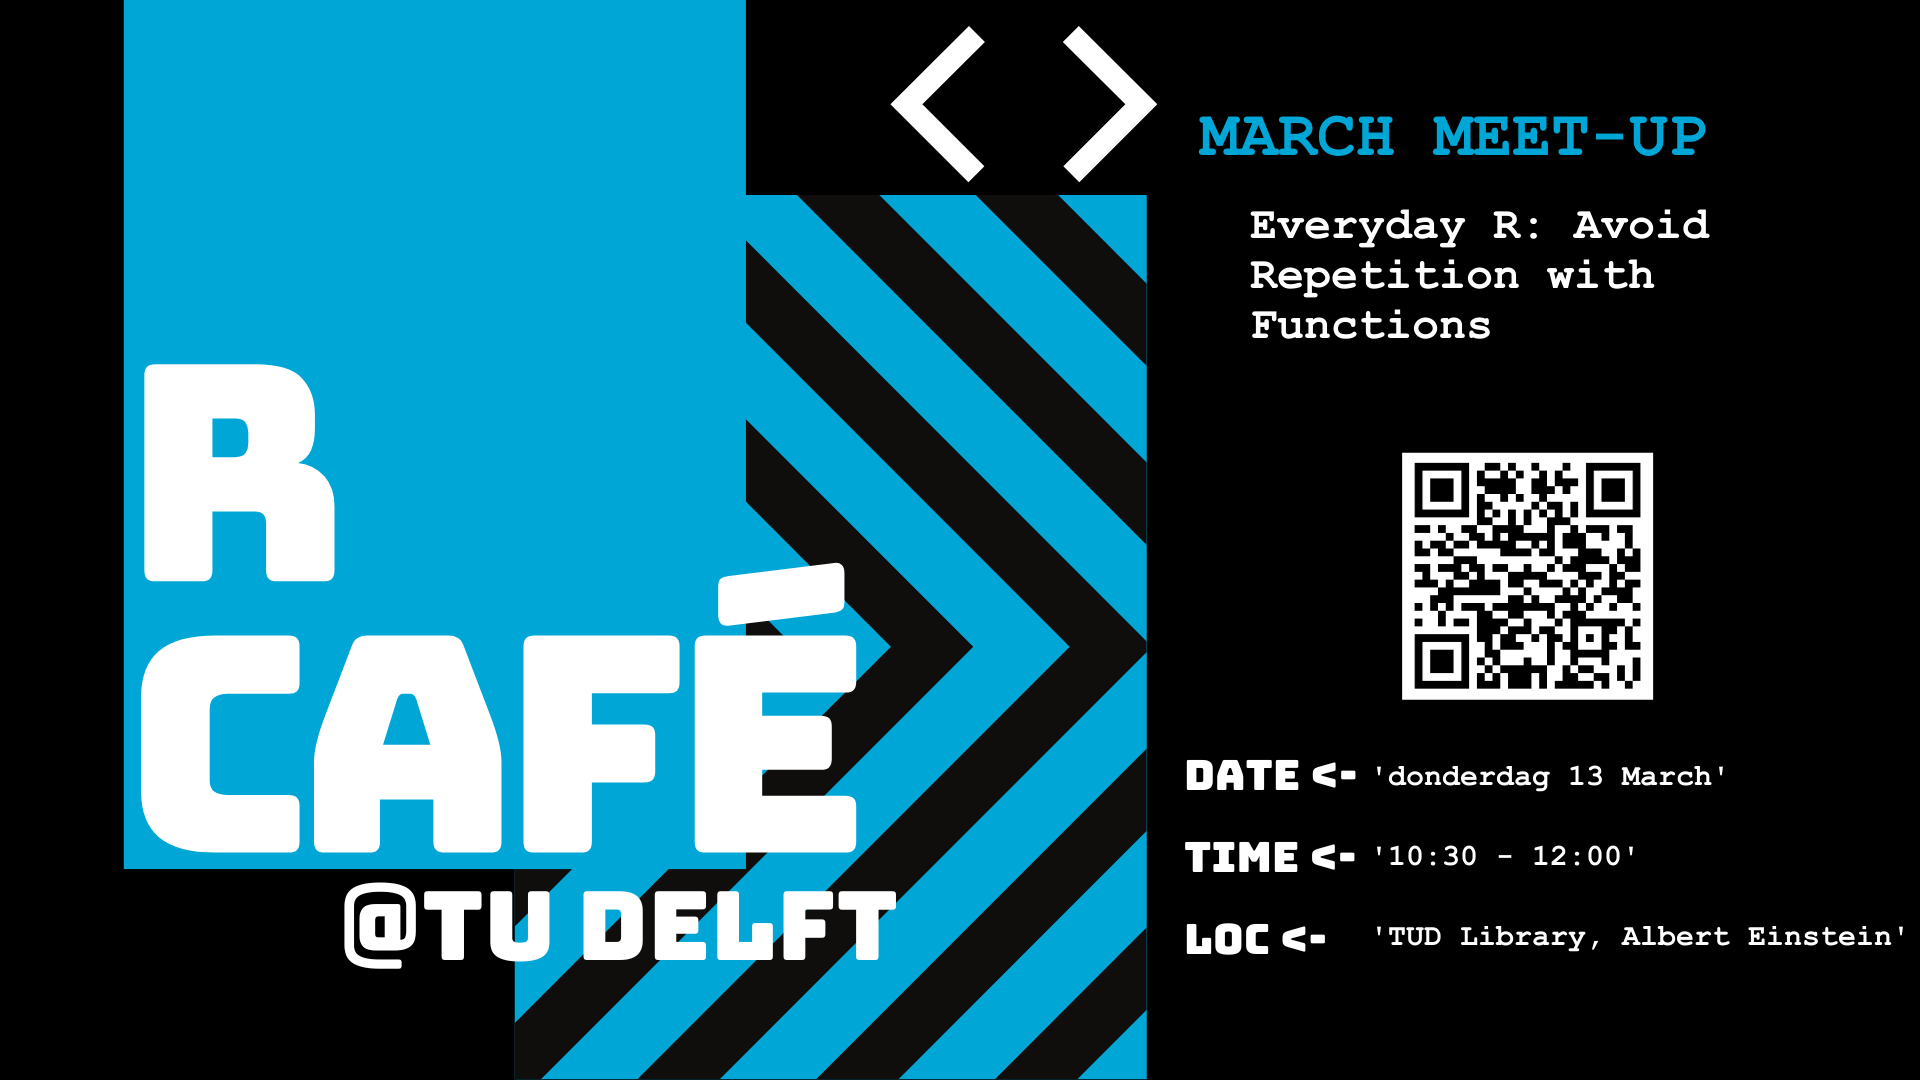 R
CAFÉ
@TU DELFT
< >
MARCH MEET-UP
Everyday R: Avoid
Repetition with
Functions
DATE <- 'donderdag 13 March'
TIME <- '10:30 - 12:00'
LOC <- 'TUD Library, Albert Einstein'